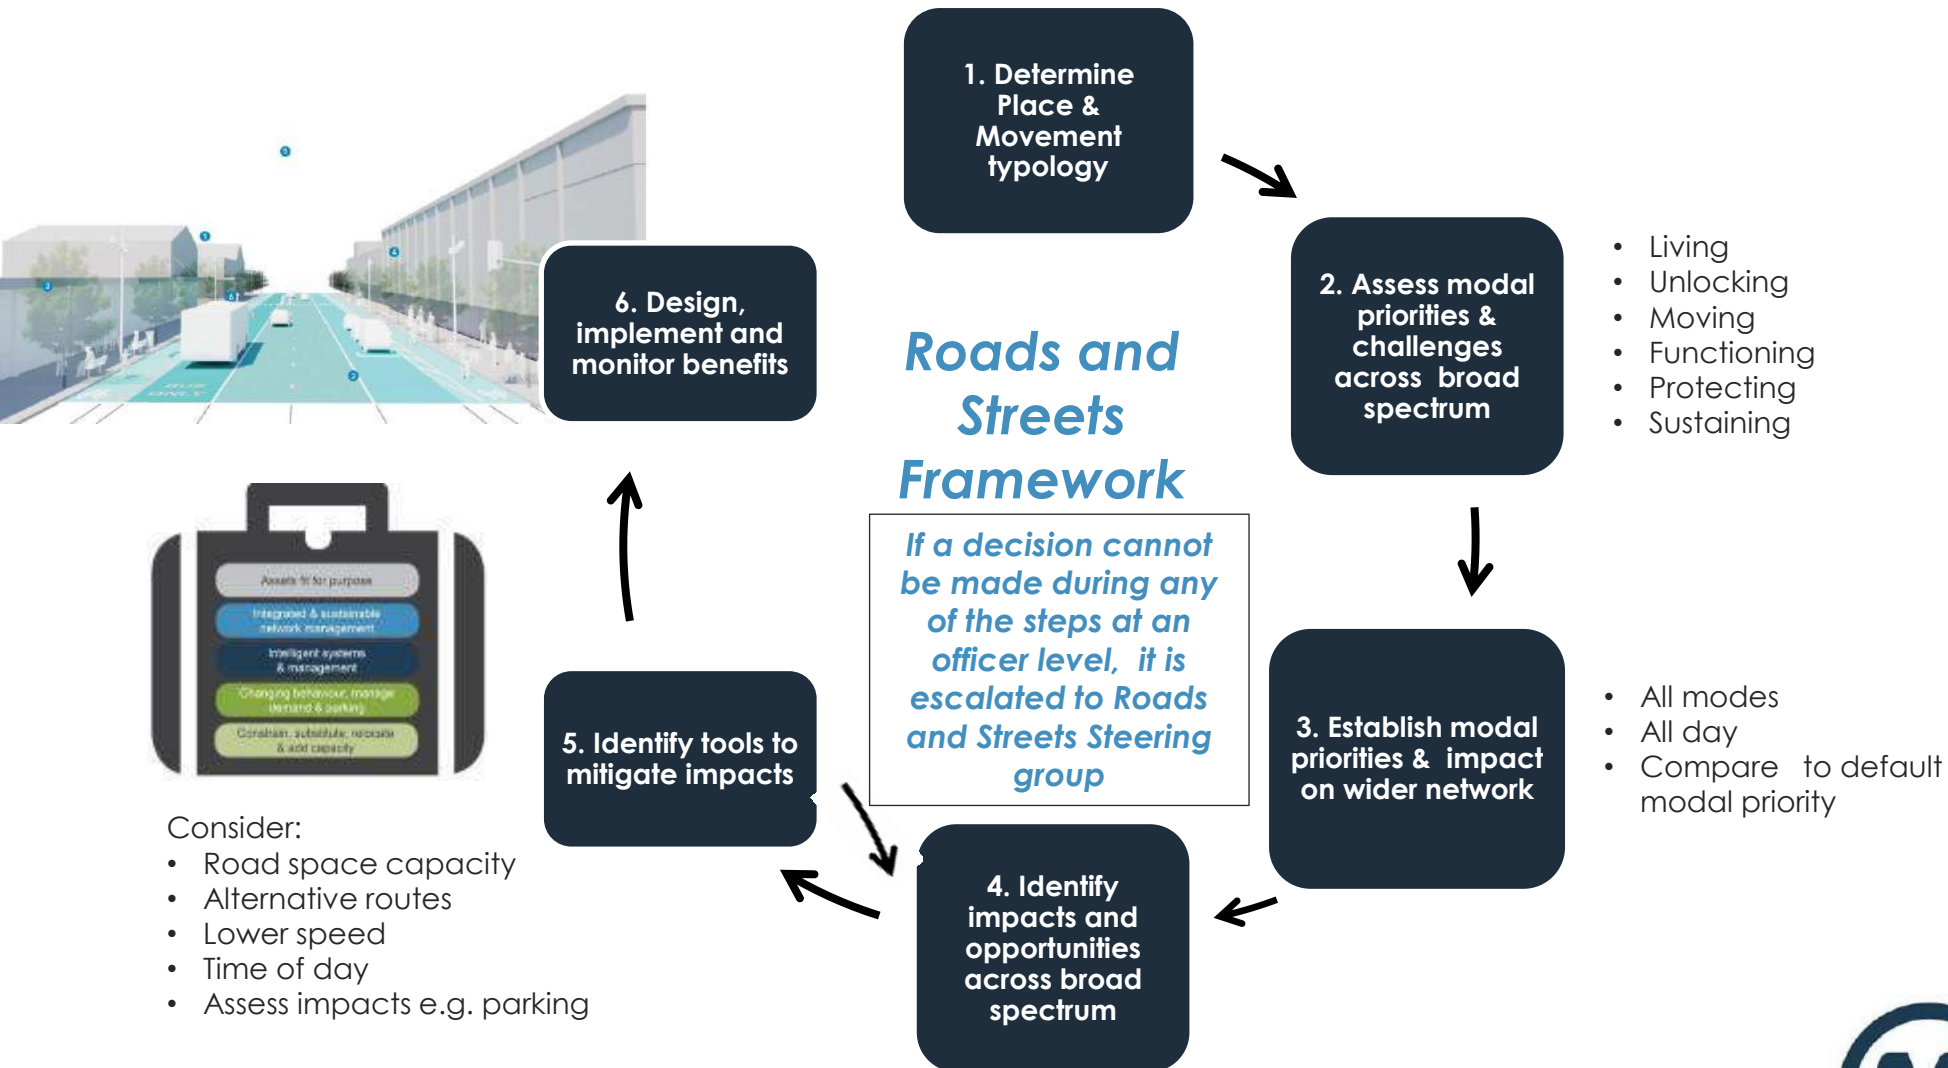 1. Determine
Place &
Movement
typology
2. Assess modal
priorities &
challenges
across broad
spectrum
• Living
• Unlocking
• Moving
• Functioning
• Protecting
• Sustaining
3. Establish modal
priorities & impact
on wider network
• All modes
• All day
• Compare to default
modal priority
4. Identify
impacts and
opportunities
across broad
spectrum
5. Identify tools to
mitigate impacts
6. Design,
implement and
monitor benefits
Roads and
Streets
Framework
If a decision cannot
be made during any
of the steps at an
officer level, it is
escalated to Roads
and Streets Steering
group
BUS
ONLY
Assets fit for purpose
Integrated & sustainable
network management
Intelligent systems
& management
Changing behaviour, manage
demand & parking
Constrain, substitute, relocate
& add capacity
Consider:
• Road space capacity
• Alternative routes
• Lower speed
• Time of day
• Assess impacts e.g. parking